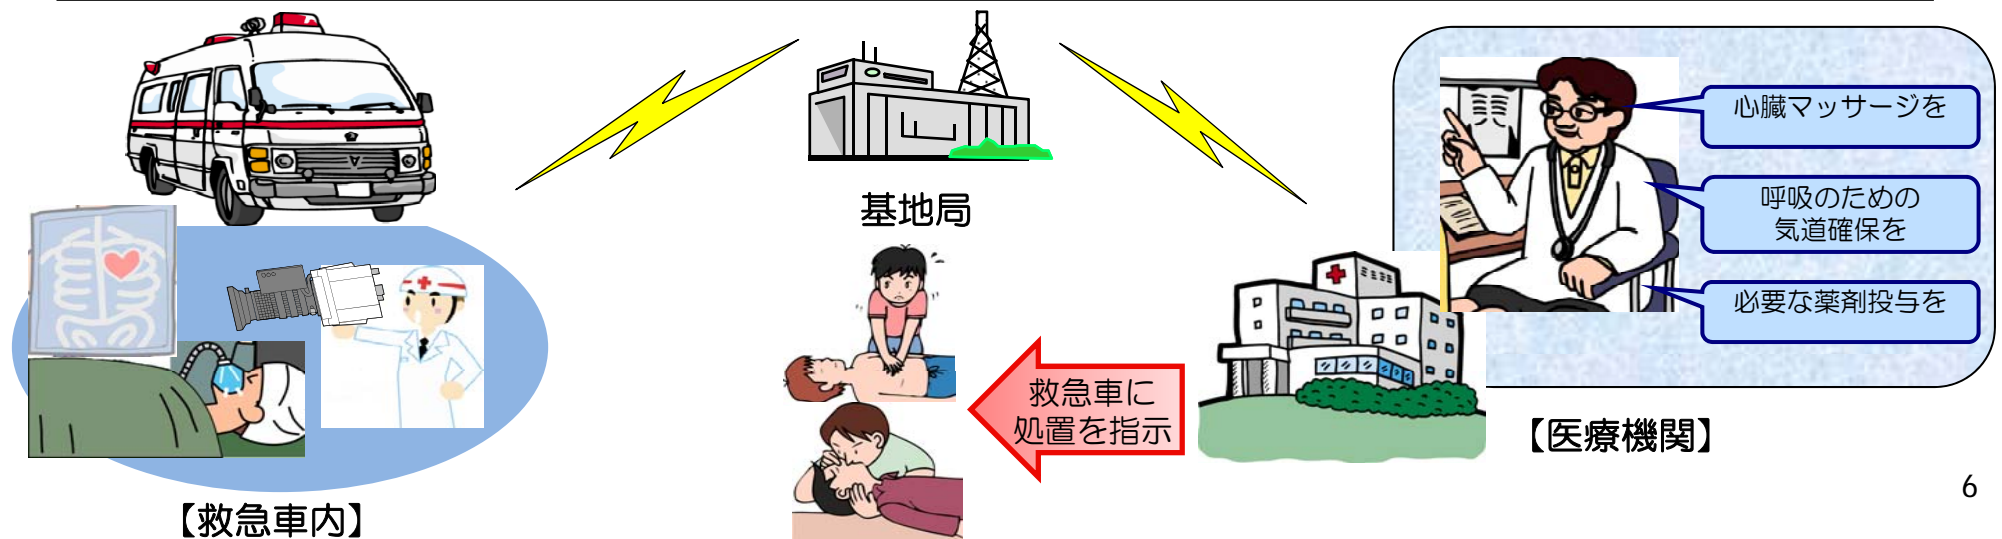 基地局
心臓マッサージを
呼吸のための
気道確保を
必要な薬剤投与を
救急車に
処置を指示
【医療機関】
【救急車内】
6